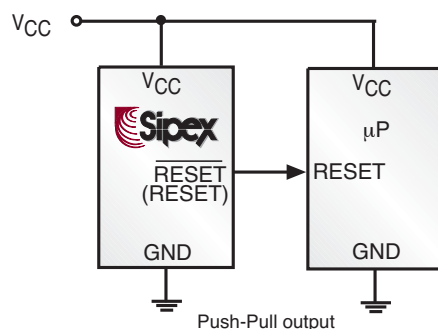 VCC
VCC
Sipex
RESET
(RESET)
GND
VCC
μP
RESET
GND
Push-Pull output